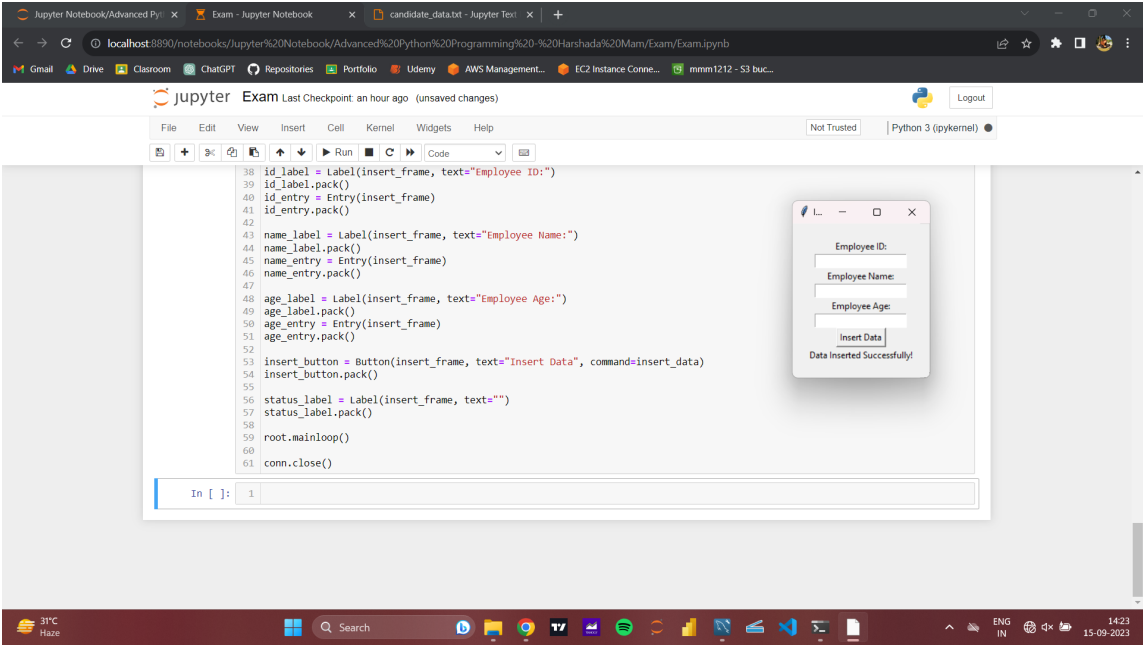 Jupyter Notebook/Advanced Pyt
Exam - Jupyter Notebook
candidate_data.txt - Jupyter Text
localhost:8890/notebooks/Jupyter%20Notebook/Advanced%20Python%20Programming%20-%20Harshada%20Mam/Exam/Exam.ipynb
Gmail Drive Clasroom ChatGPT Repositories Portfolio Udemy AWS Management... EC2 Instance Conne... mmm1212 - S3 buc...
jupyter Exam Last Checkpoint: an hour ago (unsaved changes) Logout
File Edit View Insert Cell Kernel Widgets Help Not Trusted Python 3 (ipykernel)
Run Code
38 id_label = Label(insert_frame, text="Employee ID:")
39 id_label.pack()
40 id_entry = Entry(insert_frame)
41 id_entry.pack()
42
43 name_label = Label(insert_frame, text="Employee Name:")
44 name_label.pack()
45 name_entry = Entry(insert_frame)
46 name_entry.pack()
47
48 age_label = Label(insert_frame, text="Employee Age:")
49 age_label.pack()
50 age_entry = Entry(insert_frame)
51 age_entry.pack()
52
53 insert_button = Button(insert_frame, text="Insert Data", command=insert_data)
54 insert_button.pack()
55
56 status_label = Label(insert_frame, text="")
57 status_label.pack()
58
59 root.mainloop()
60
61 conn.close()
In [ ]: 1
I...
Employee ID:
Employee Name:
Employee Age:
Insert Data
Data Inserted Successfully!
31°C
Haze
Search
ENG
IN
14:23
15-09-2023